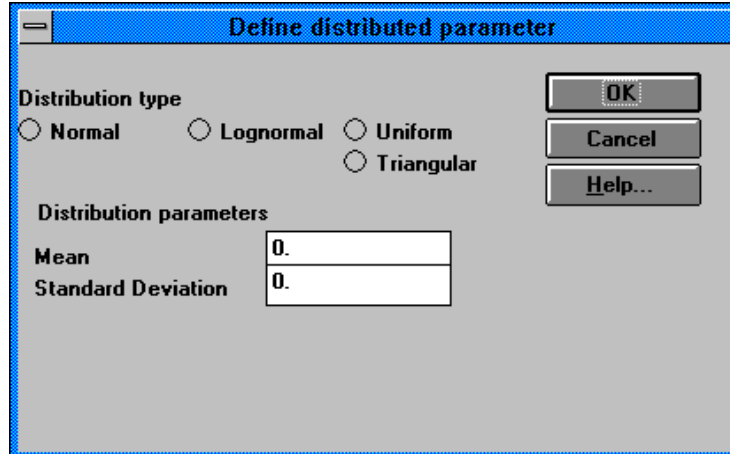 Define distributed parameter
Distribution type
Normal
Lognormal
Uniform
Triangular
OK
Cancel
Help...
Distribution parameters
Mean
0.
Standard Deviation
0.